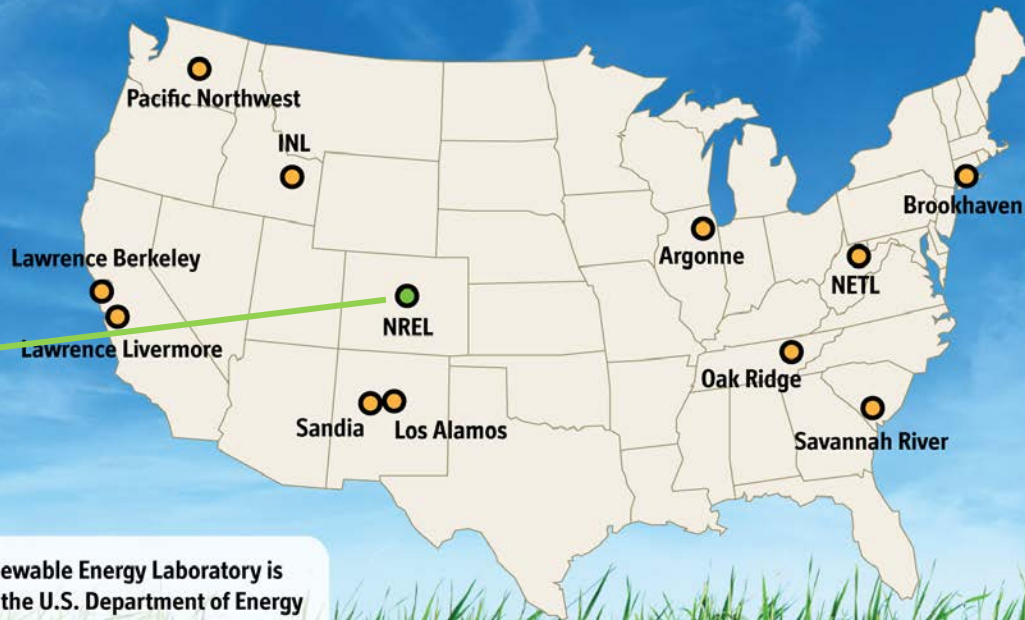 Pacific Northwest
INL
Brookhaven
Argonne
Lawrence Berkeley
NETL
NREL
Lawrence Livermore
Oak Ridge
Sandia
Los Alamos
Savannah River
ewable Energy Laboratory is
the U.S. Department of Energy